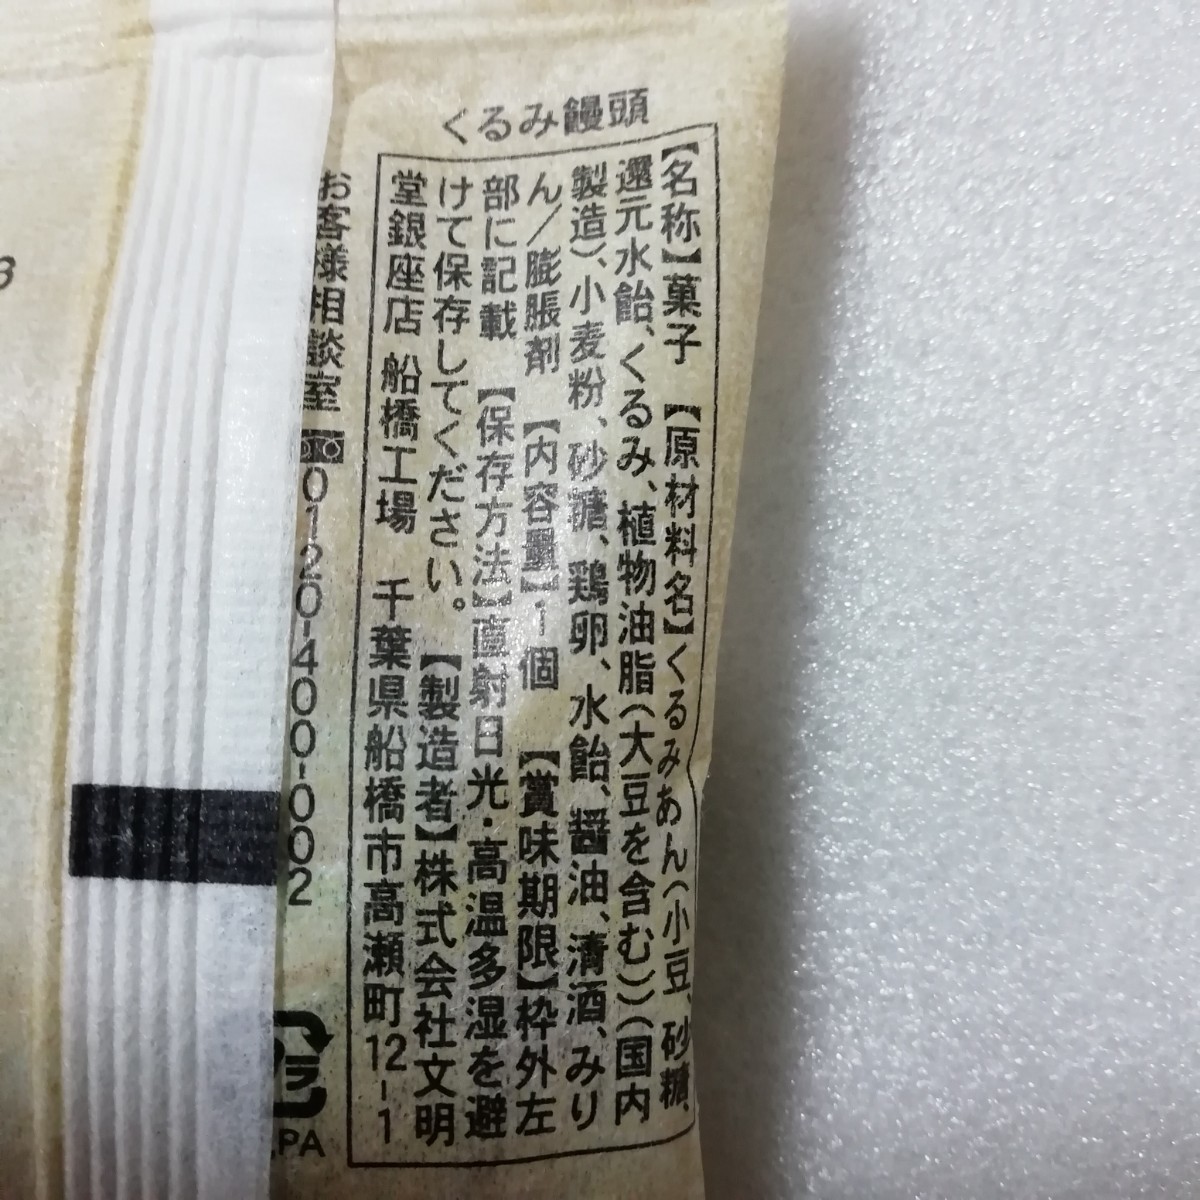 くるみ饅頭
【名称】菓子 【原材料名】くるみあん(小豆、砂糖、
還元水飴、くるみ、植物油脂(大豆を含む))(国内
製造)、小麦粉、砂糖、鶏卵、水飴、醤油、清酒、みり
ん/膨脹剤 【内容量】1個 【賞味期限】枠外左
部に記載 【保存方法】直射日光・高温多湿を避
けて保存してください。 【製造者】株式会社文明
堂銀座店 船橋工場 千葉県船橋市高瀬町12-1
お客様相談室 0120-400-002
プラ
PA
3